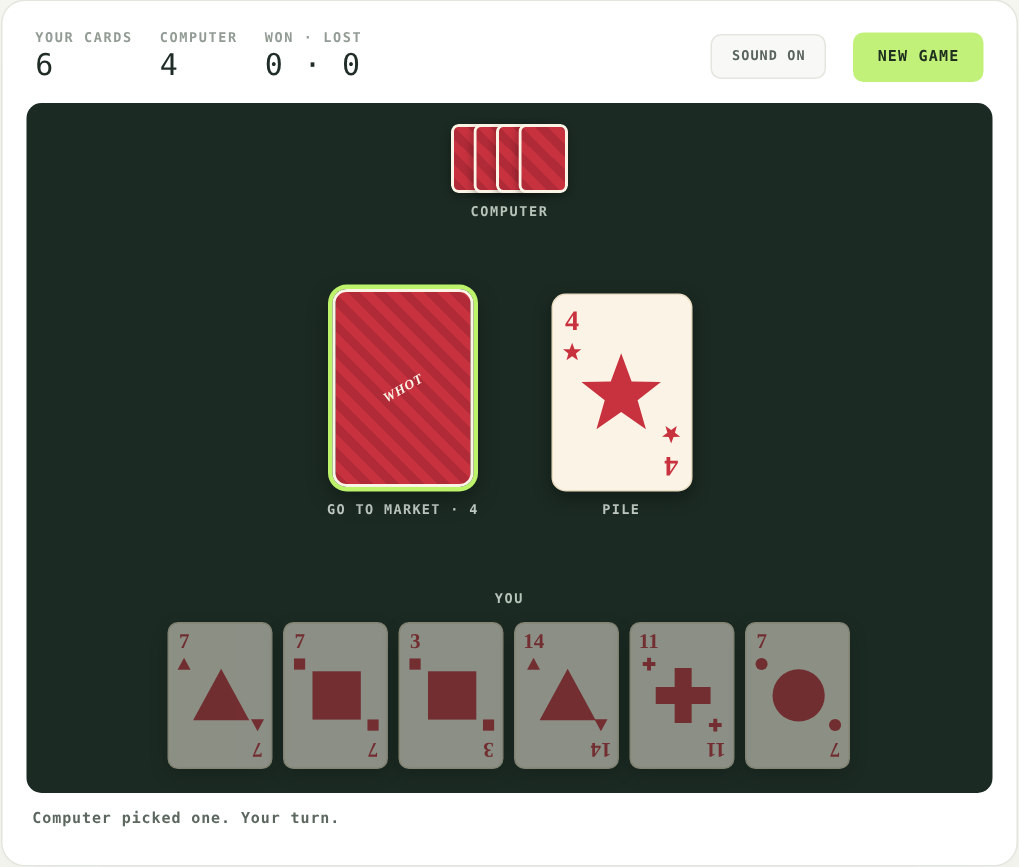 YOUR CARDS COMPUTER WON · LOST
6 4 0 · 0
SOUND ON
NEW GAME
COMPUTER
WHOT
4
4
GO TO MARKET · 4
PILE
YOU
7 7 3 14 11 7
7 7 3 14 11 7
Computer picked one. Your turn.